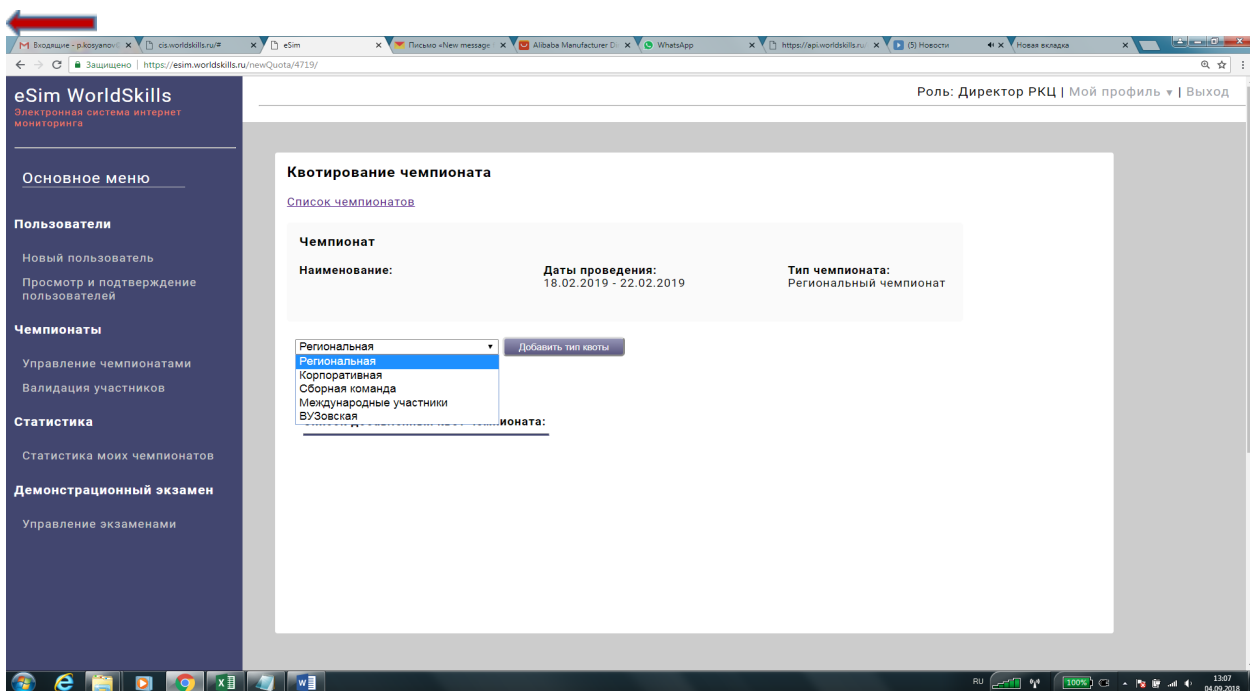 Входящие - p.kosyanov
cis.worldskills.ru/#
eSim
Письмо «New message
Alibaba Manufacturer Di
WhatsApp
https://api.worldskills.ru
(5) Новости
Новая вкладка
Защищено | https://esim.worldskills.ru/newQuota/4719/
eSim WorldSkills
Электронная система интернет
мониторинга
Роль: Директор РКЦ | Мой профиль ▾ | Выход
Основное меню
Пользователи
Новый пользователь
Просмотр и подтверждение
пользователей
Чемпионаты
Управление чемпионатами
Валидация участников
Статистика
Статистика моих чемпионатов
Демонстрационный экзамен
Управление экзаменами
Квотирование чемпионата
Список чемпионатов
Чемпионат
Наименование:
Даты проведения:
18.02.2019 - 22.02.2019
Тип чемпионата:
Региональный чемпионат
Региональная
Добавить тип квоты
Региональная
Корпоративная
Сборная команда
Международные участники
ВУЗовская
ионата:
RU
100%
13:07
04.09.2018